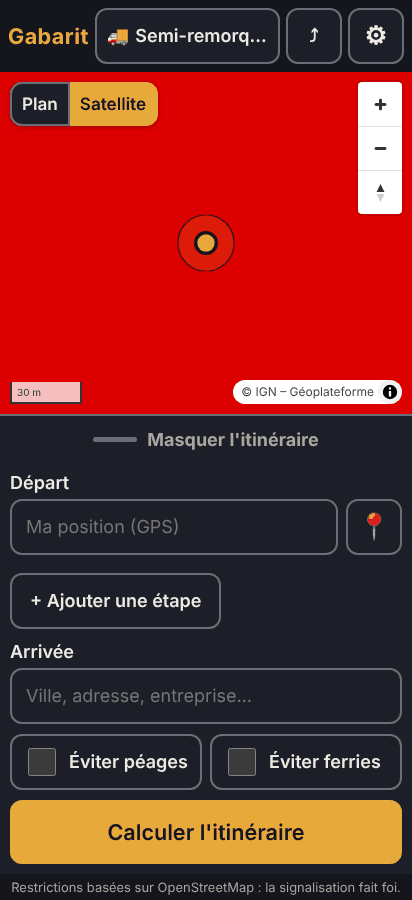 Gabarit
Semi-remorq...
Plan
Satellite
30 m
© IGN – Géoplateforme
Masquer l'itinéraire
Départ
Ma position (GPS)
+ Ajouter une étape
Arrivée
Ville, adresse, entreprise...
Éviter péages
Éviter ferries
Calculer l'itinéraire
Restrictions basées sur OpenStreetMap : la signalisation fait foi.